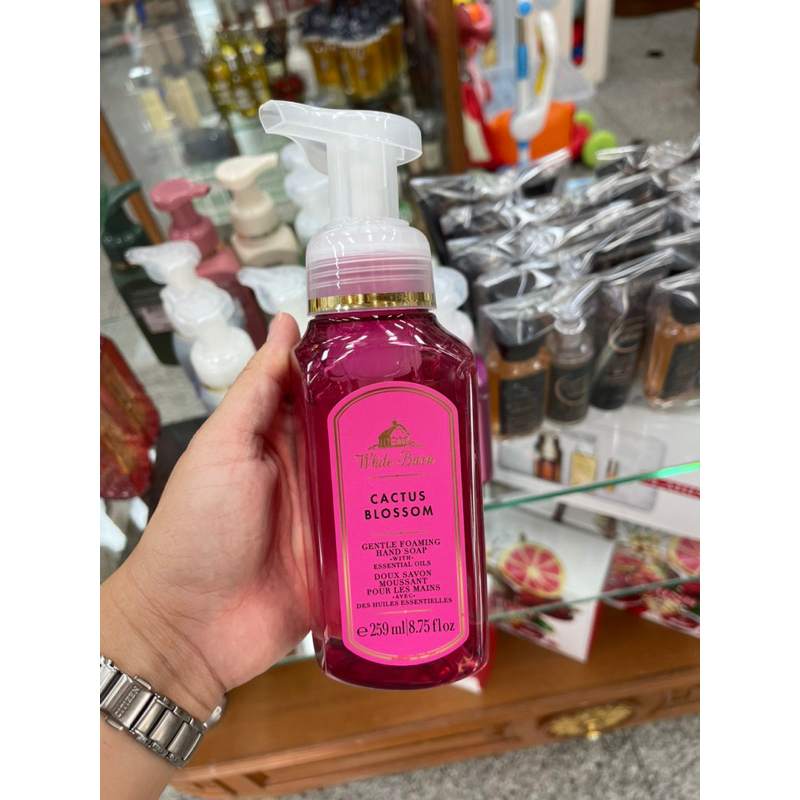 White Barn
CACTUS
BLOSSOM
GENTLE FOAMING
HAND SOAP
•WITH•
ESSENTIAL OILS
DOUX SAVON
MOUSSANT
POUR LES MAINS
•AVEC•
DES HUILES ESSENTIELLES
℮ 259 ml|8.75 fl oz
CITIZEN